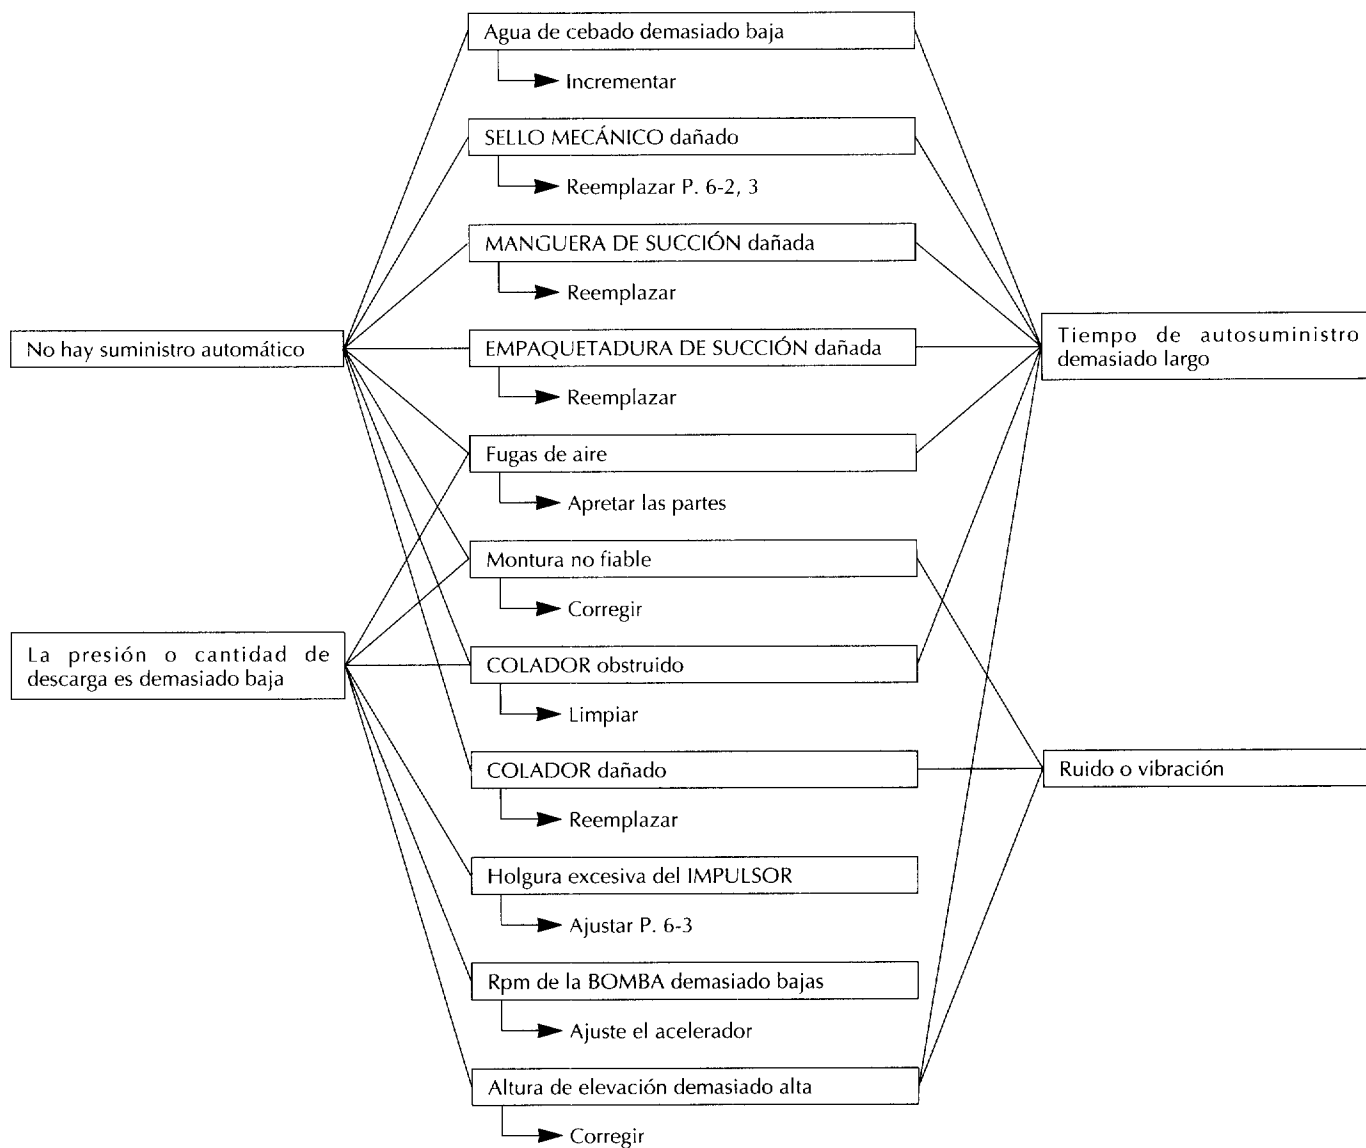 Agua de cebado demasiado baja
Incrementar
SELLO MECÁNICO dañado
Reemplazar P. 6-2, 3
MANGUERA DE SUCCIÓN dañada
Reemplazar
No hay suministro automático
EMPAQUETADURA DE SUCCIÓN dañada
Reemplazar
Tiempo de autosuministro
demasiado largo
Fugas de aire
Apretar las partes
Montura no fiable
Corregir
La presión o cantidad de
descarga es demasiado baja
COLADOR obstruido
Limpiar
COLADOR dañado
Reemplazar
Ruido o vibración
Holgura excesiva del IMPULSOR
Ajustar P. 6-3
Rpm de la BOMBA demasiado bajas
Ajuste el acelerador
Altura de elevación demasiado alta
Corregir